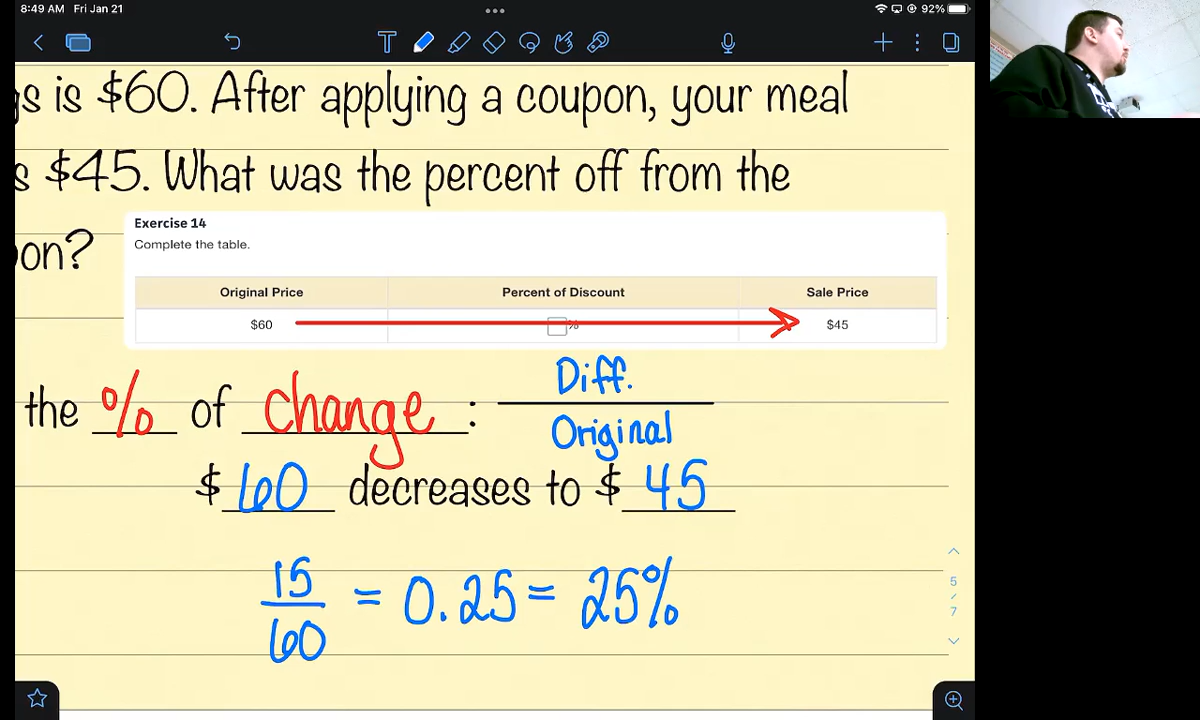 8:49 AM Fri Jan 21 92%
gs is $60. After applying a coupon, your meal
s $45. What was the percent off from the
on?
Exercise 14
Complete the table.
Original Price Percent of Discount Sale Price
$60 % $45
the % of change: Diff.
Original
$ 60 decreases to $ 45
15
60 = 0.25 = 25%
5
/
7